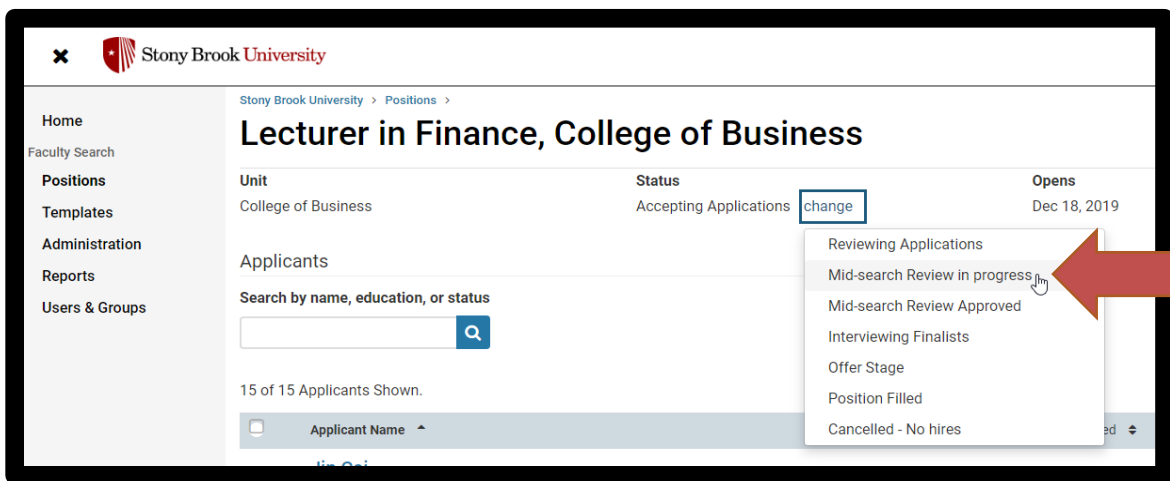 Stony Brook University
Stony Brook University > Positions >
Home
Lecturer in Finance, College of Business
Faculty Search
Positions
Unit
Status
Opens
Templates
College of Business
Accepting Applications
change
Dec 18, 2019
Administration
Reviewing Applications
Applicants
Reports
Mid-search Review in progress
Search by name, education, or status
Users & Groups
Mid-search Review Approved
Interviewing Finalists
Offer Stage
15 of 15 Applicants Shown.
Position Filled
Applicant Name
Cancelled - No hires